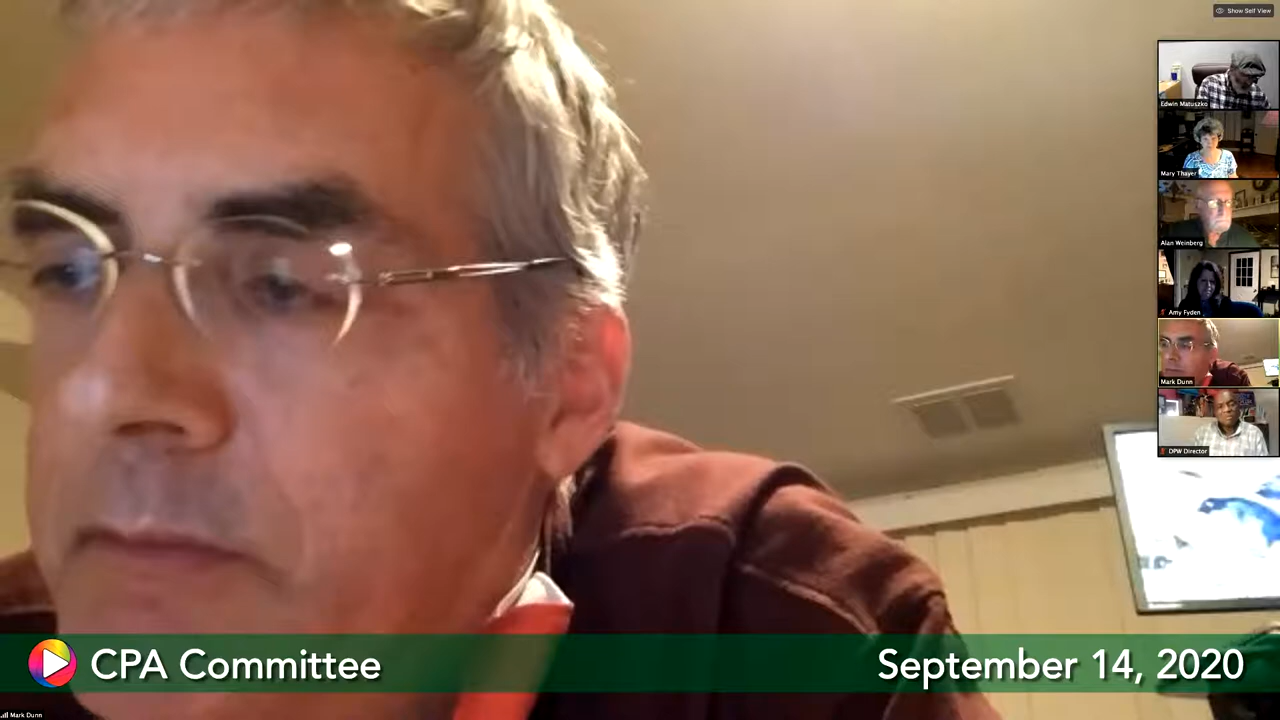 Show Self View
Edwin Matuszko
Mary Thayer
Alan Weinberg
Amy Fyden
Mark Dunn
DPW Director
CPA Committee
September 14, 2020
Mark Dunn